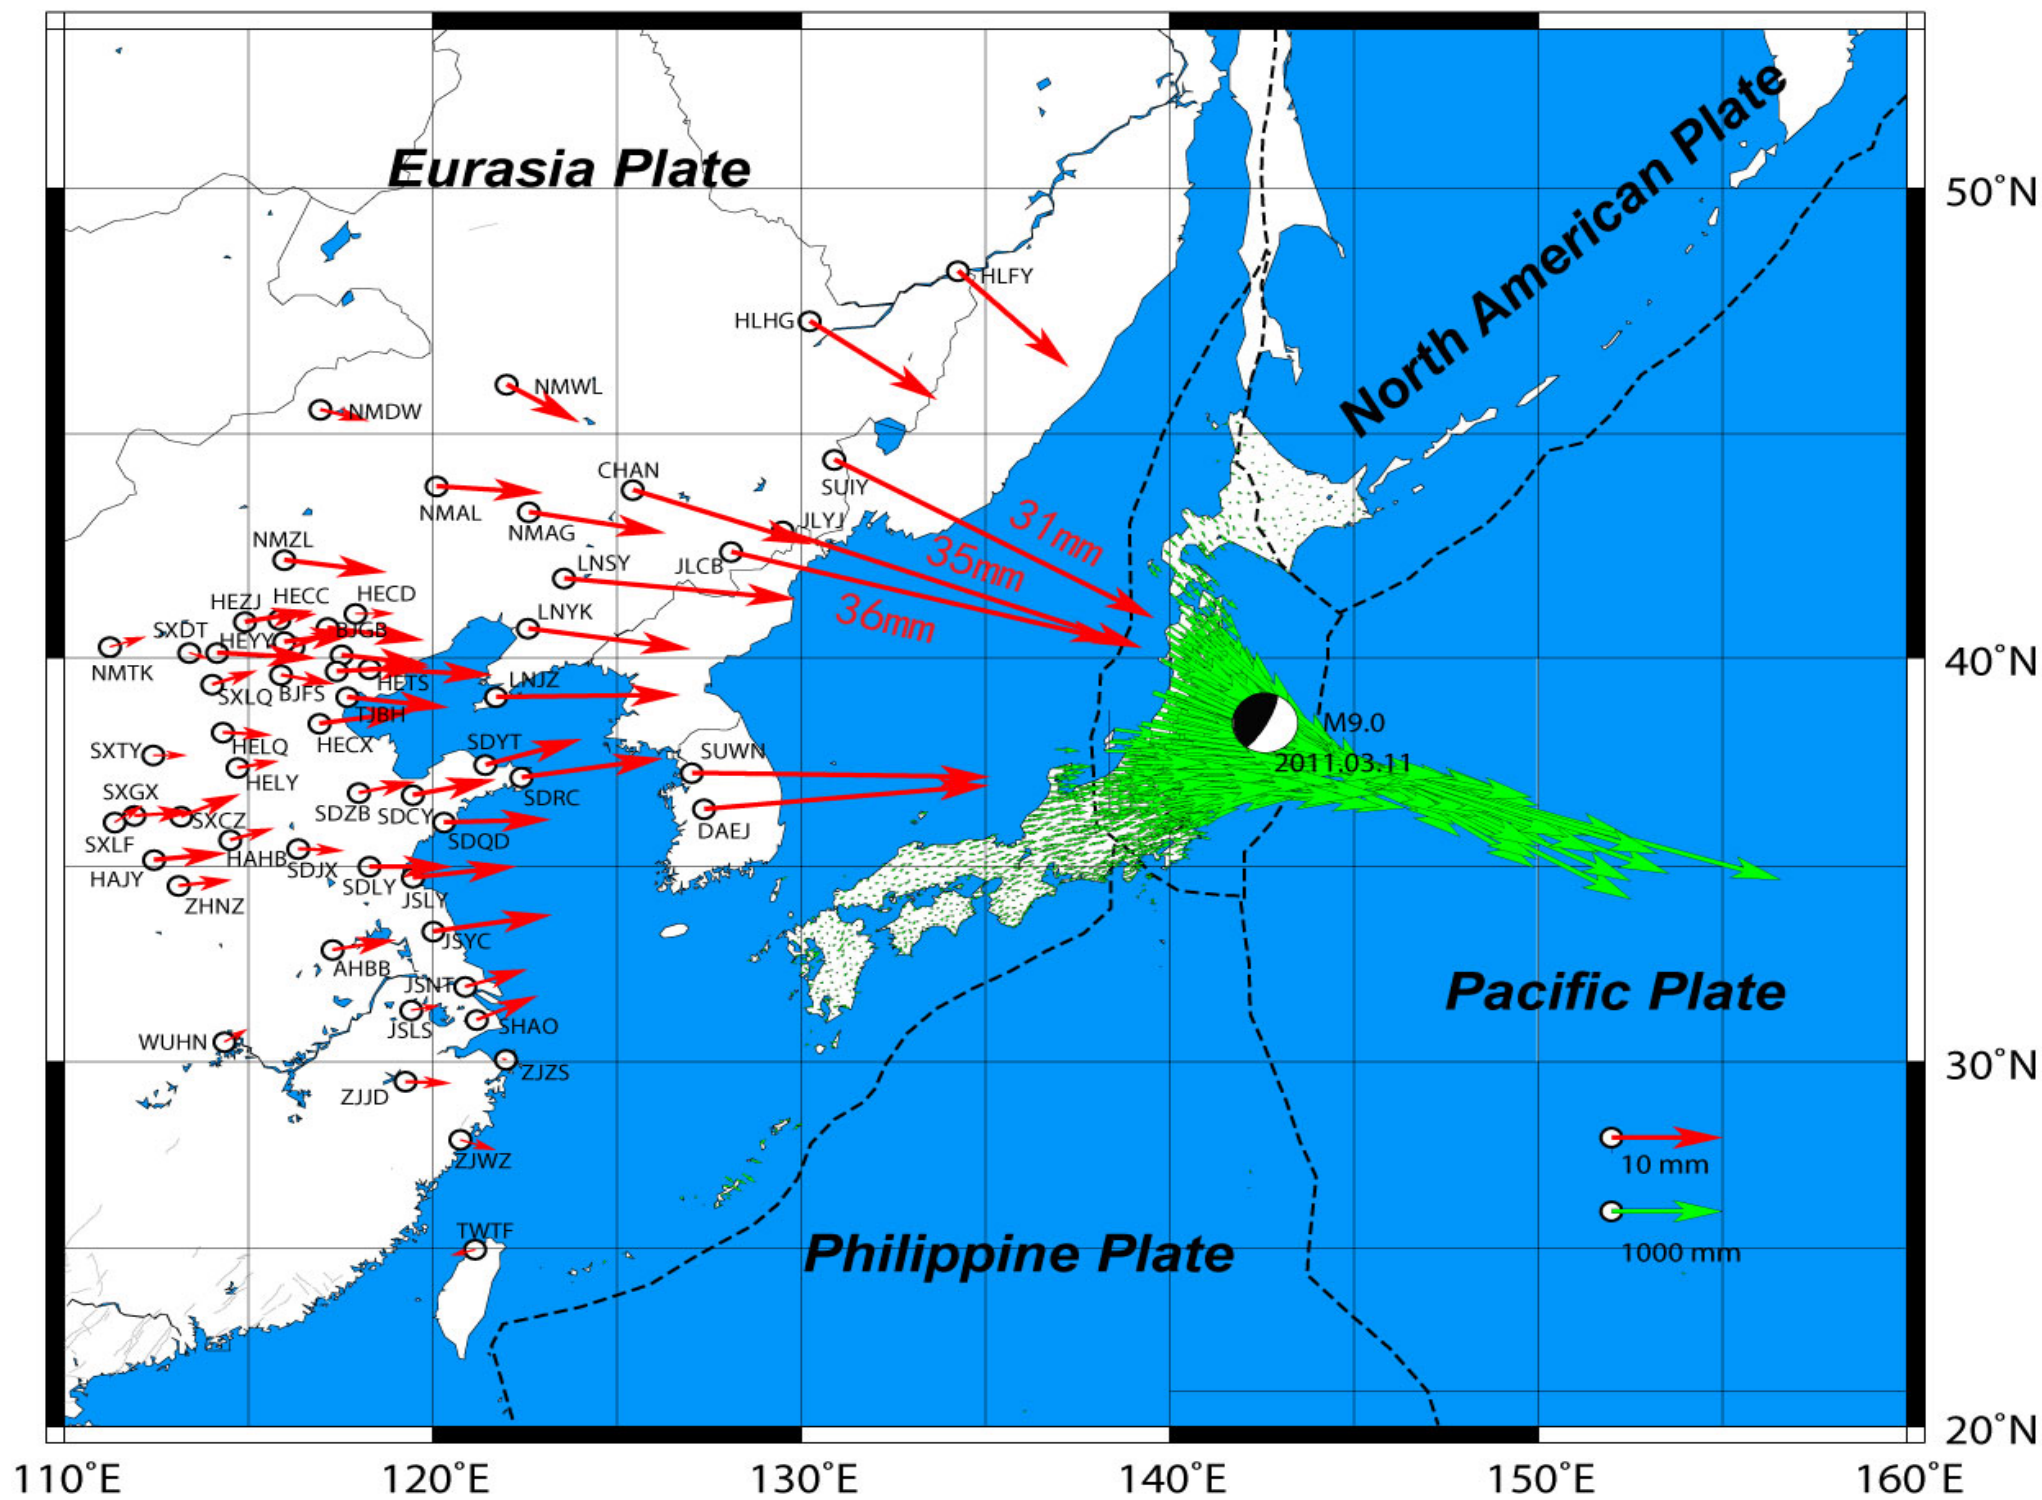 Eurasia Plate
North American Plate
50°N
HLFY
HLHG
NMWL
NMDW
CHAN
SUIY
NMAL
NMAG
JLYJ
31mm
NMZL
LNSY
JLCB
35mm
HECD
HEZJ
HECC
LNYK
36mm
SXDT
HEYY
BJGB
40°N
NMTK
SXLQ
BJFS
HETS
LNJZ
TJBH
M9.0
HECX
HELQ
SXTY
SDYT
SUWN
2011.03.11
HELY
SXGX
SDRC
SXCZ
SDZB
SDCY
DAEJ
SXLF
HAHB
SDQD
HAJY
SDJX
SDLY
ZHNZ
JSLY
JSYC
AHBB
JSNT
Pacific Plate
JSLS
SHAO
WUHN
ZJZS
30°N
ZJJD
ZJWZ
10 mm
TWTF
Philippine Plate
1000 mm
20°N
110°E
120°E
130°E
140°E
150°E
160°E